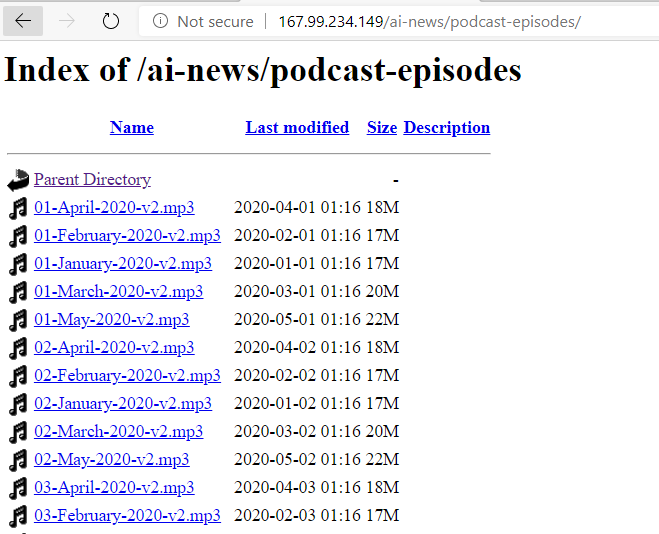 Not secure | 167.99.234.149/ai-news/podcast-episodes/
Index of /ai-news/podcast-episodes
Name Last modified Size Description
Parent Directory -
01-April-2020-v2.mp3 2020-04-01 01:16 18M
01-February-2020-v2.mp3 2020-02-01 01:16 17M
01-January-2020-v2.mp3 2020-01-01 01:16 17M
01-March-2020-v2.mp3 2020-03-01 01:16 20M
01-May-2020-v2.mp3 2020-05-01 01:16 22M
02-April-2020-v2.mp3 2020-04-02 01:16 18M
02-February-2020-v2.mp3 2020-02-02 01:16 17M
02-January-2020-v2.mp3 2020-01-02 01:16 17M
02-March-2020-v2.mp3 2020-03-02 01:16 20M
02-May-2020-v2.mp3 2020-05-02 01:16 22M
03-April-2020-v2.mp3 2020-04-03 01:16 18M
03-February-2020-v2.mp3 2020-02-03 01:16 17M